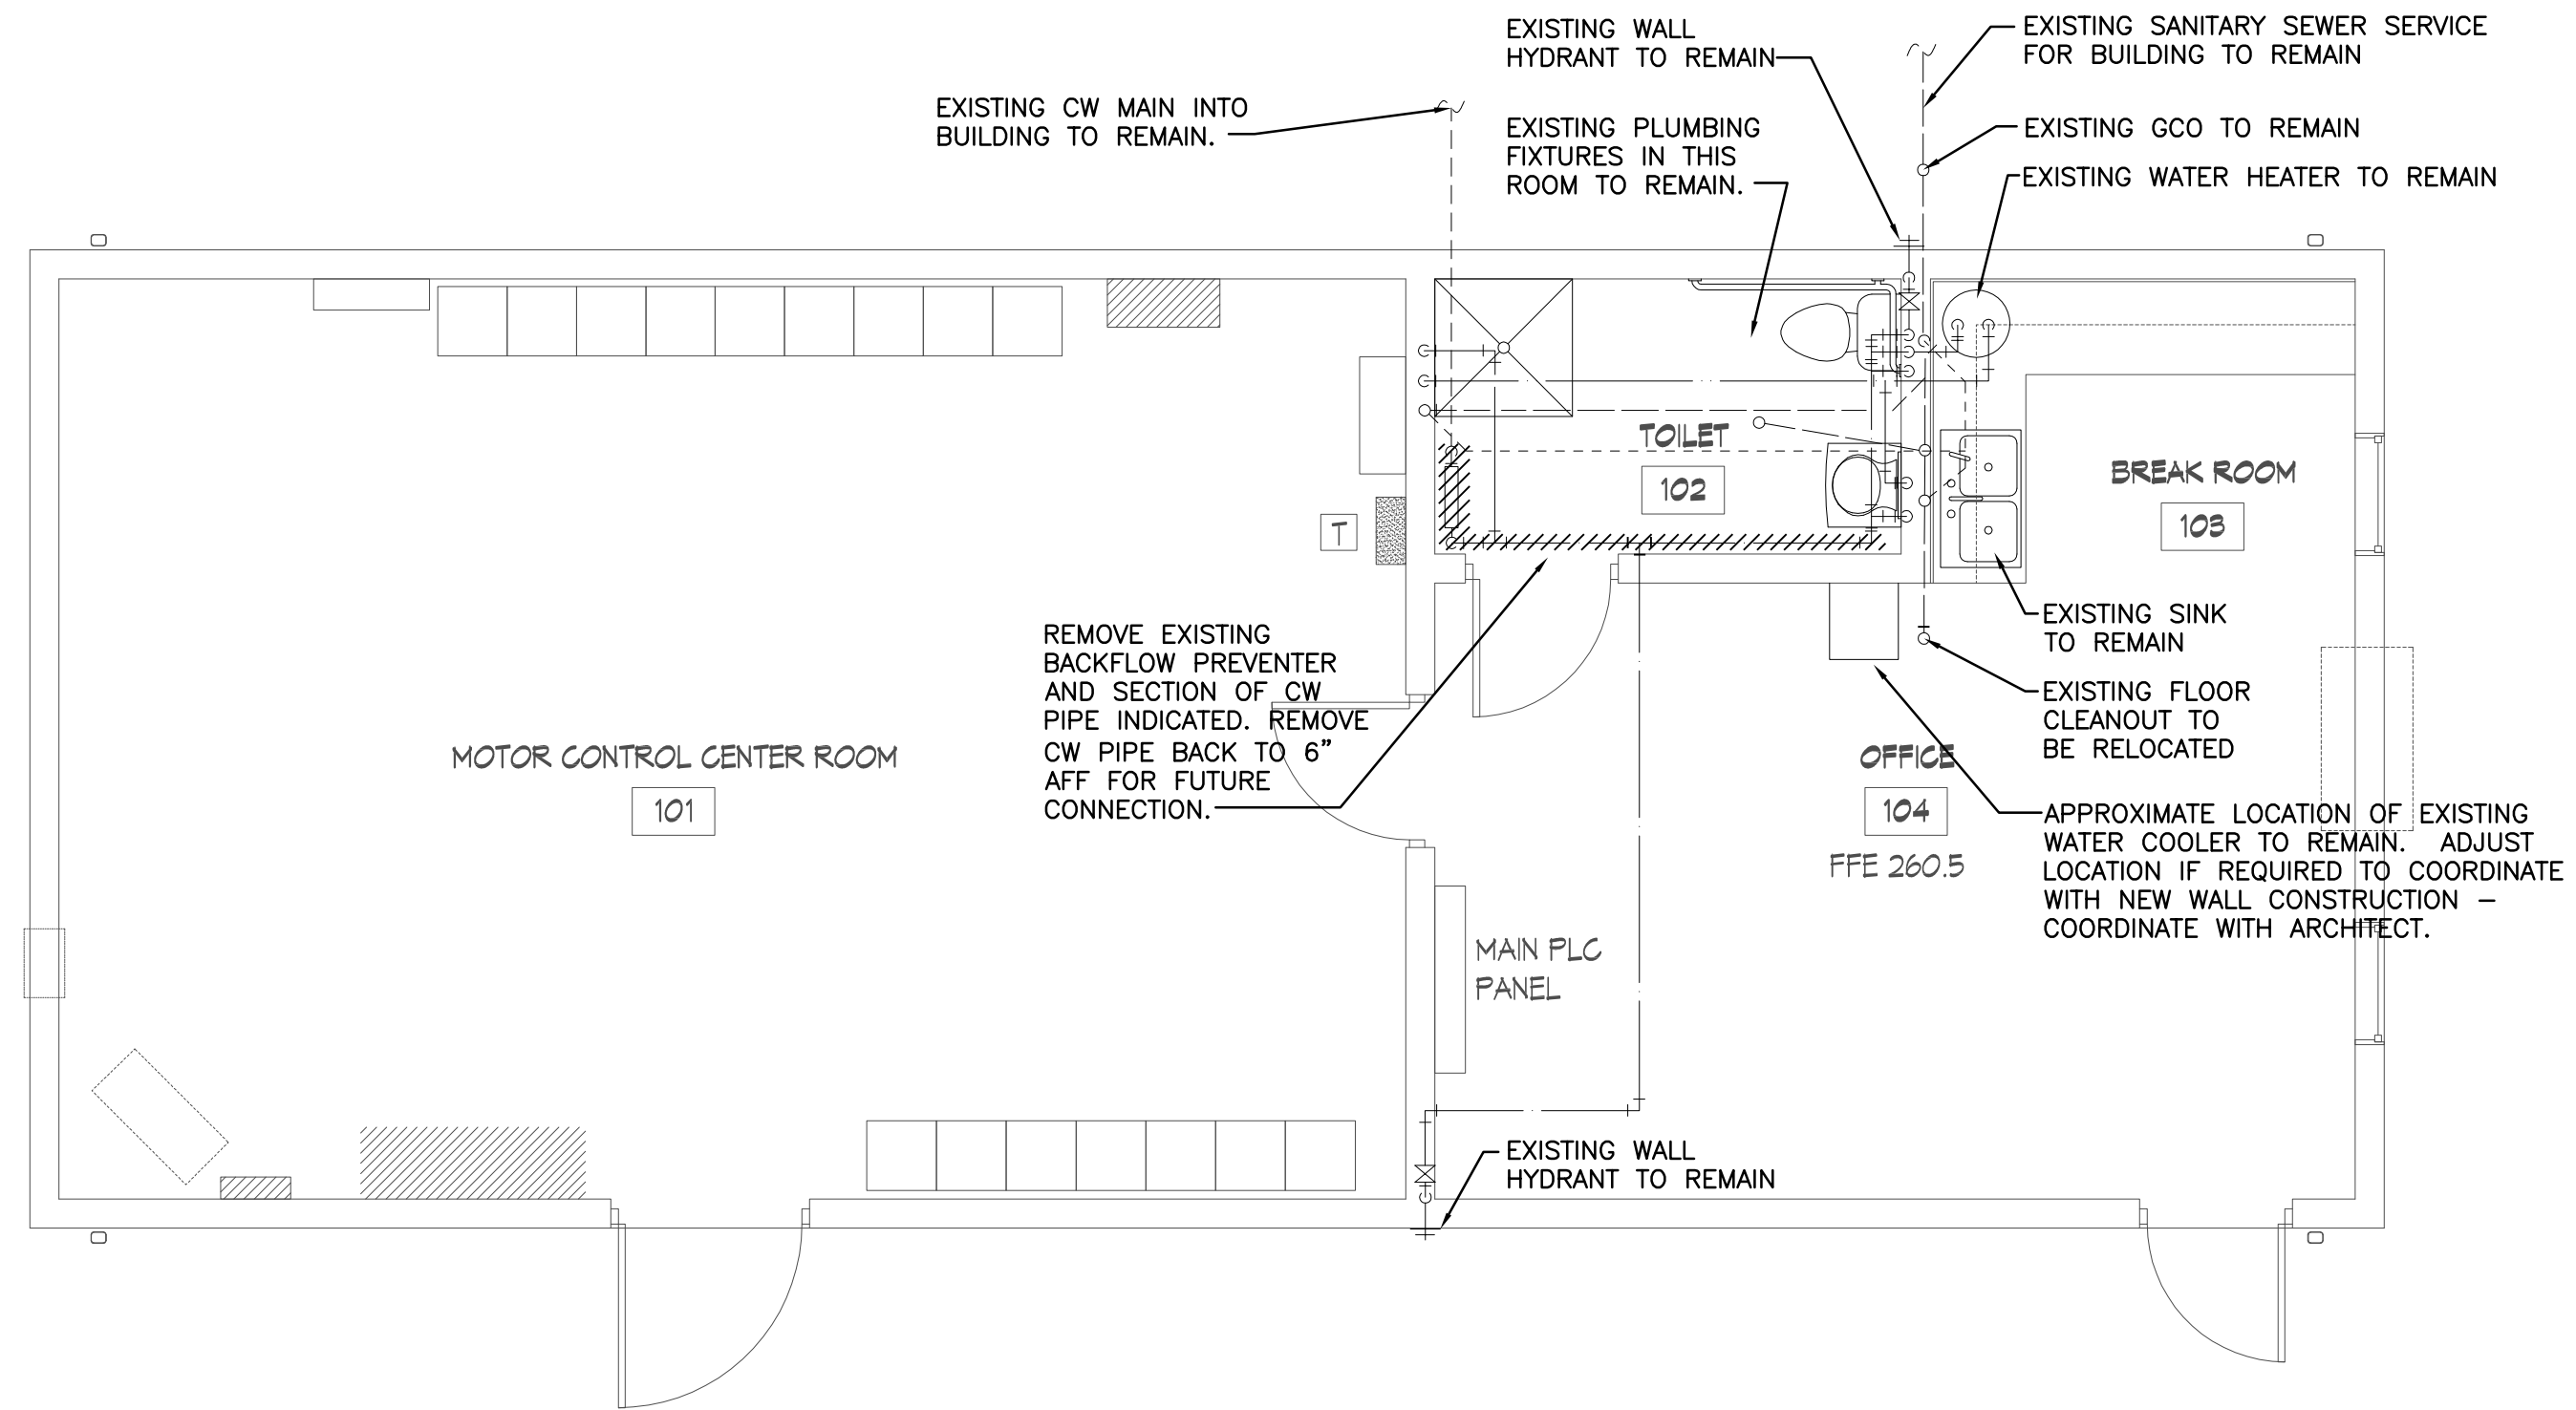 EXISTING WALL
HYDRANT TO REMAIN
EXISTING SANITARY SEWER SERVICE
FOR BUILDING TO REMAIN
EXISTING CW MAIN INTO
BUILDING TO REMAIN.
EXISTING PLUMBING
FIXTURES IN THIS
ROOM TO REMAIN.
EXISTING GCO TO REMAIN
EXISTING WATER HEATER TO REMAIN
TOILET
102
BREAK ROOM
103
T
REMOVE EXISTING
BACKFLOW PREVENTER
AND SECTION OF CW
PIPE INDICATED. REMOVE
CW PIPE BACK TO 6"
AFF FOR FUTURE
CONNECTION.
EXISTING SINK
TO REMAIN
EXISTING FLOOR
CLEANOUT TO
BE RELOCATED
MOTOR CONTROL CENTER ROOM
101
OFFICE
104
FFE 260.5
APPROXIMATE LOCATION OF EXISTING
WATER COOLER TO REMAIN. ADJUST
LOCATION IF REQUIRED TO COORDINATE
WITH NEW WALL CONSTRUCTION –
COORDINATE WITH ARCHITECT.
MAIN PLC
PANEL
EXISTING WALL
HYDRANT TO REMAIN